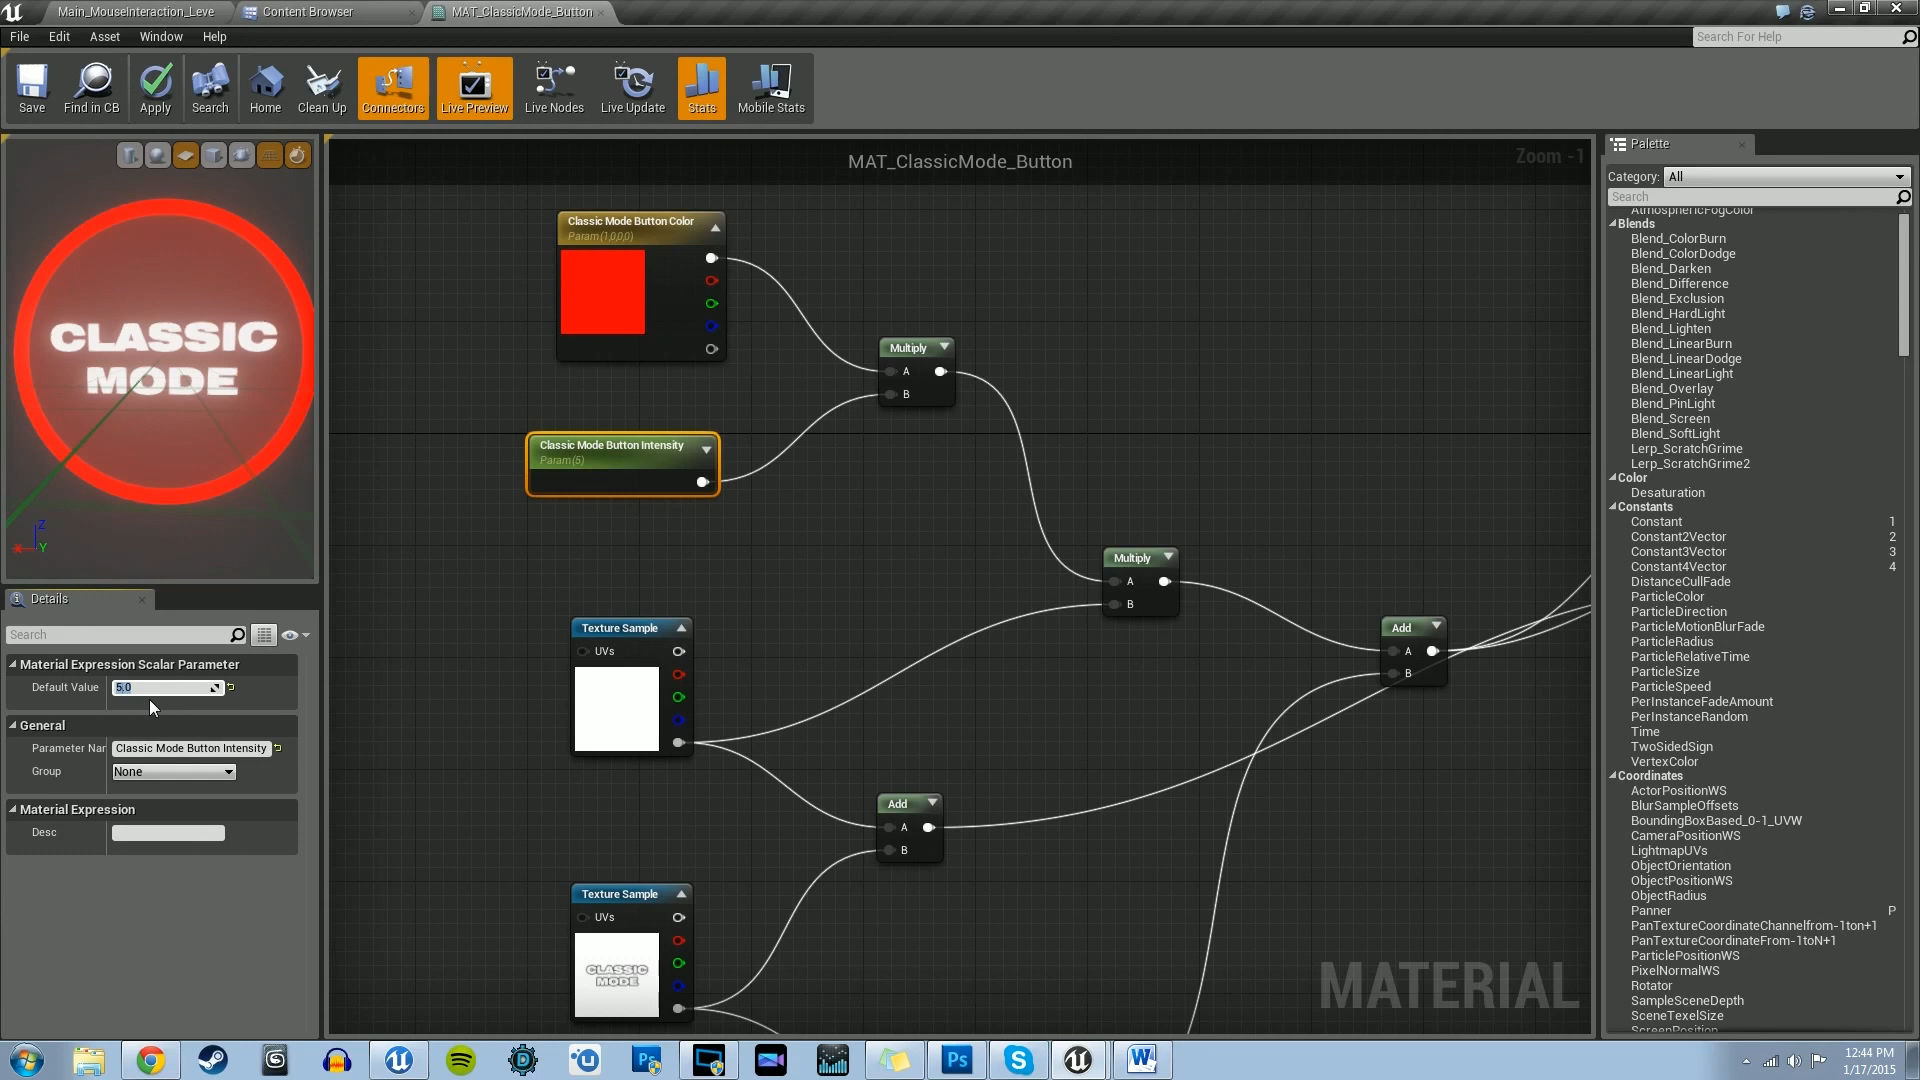 Main_MouseInteraction_Leve
Content Browser
MAT_ClassicMode_Button
File
Edit
Asset
Window
Help
Search For Help
Save
Find in CB
Apply
Search
Home
Clean Up
Connectors
Live Preview
Live Nodes
Live Update
Stats
Mobile Stats
CLASSIC
MODE
Z
X
Y
Details
Search
Material Expression Scalar Parameter
Default Value
5.0
General
Parameter Nar
Classic Mode Button Intensity
Group
None
Material Expression
Desc
MAT_ClassicMode_Button
Zoom -1
Classic Mode Button Color
Param (1,0,0,0)
Multiply
A
B
Classic Mode Button Intensity
Param (5)
Multiply
A
B
Texture Sample
UVs
Add
A
B
Add
A
B
Texture Sample
UVs
CLASSIC
MODE
MATERIAL
Palette
Category:
All
Search
AtmosphericFogColor
Blends
Blend_ColorBurn
Blend_ColorDodge
Blend_Darken
Blend_Difference
Blend_Exclusion
Blend_HardLight
Blend_Lighten
Blend_LinearBurn
Blend_LinearDodge
Blend_LinearLight
Blend_Overlay
Blend_PinLight
Blend_Screen
Blend_SoftLight
Lerp_ScratchGrime
Lerp_ScratchGrime2
Color
Desaturation
Constants
Constant 1
Constant2Vector 2
Constant3Vector 3
Constant4Vector 4
DistanceCullFade
ParticleColor
ParticleDirection
ParticleMotionBlurFade
ParticleRadius
ParticleRelativeTime
ParticleSize
ParticleSpeed
PerInstanceFadeAmount
PerInstanceRandom
Time
TwoSidedSign
VertexColor
Coordinates
ActorPositionWS
BlurSampleOffsets
BoundingBoxBased_0-1_UVW
CameraPositionWS
LightmapUVs
ObjectOrientation
ObjectPositionWS
ObjectRadius
Panner P
PanTextureCoordinateChannelfrom-1ton+1
PanTextureCoordinateFrom-1toN+1
ParticlePositionWS
PixelNormalWS
Rotator
SampleSceneDepth
SceneTexelSize
ScreenPosition
Ps
Ps
S
W
12:44 PM
1/17/2015